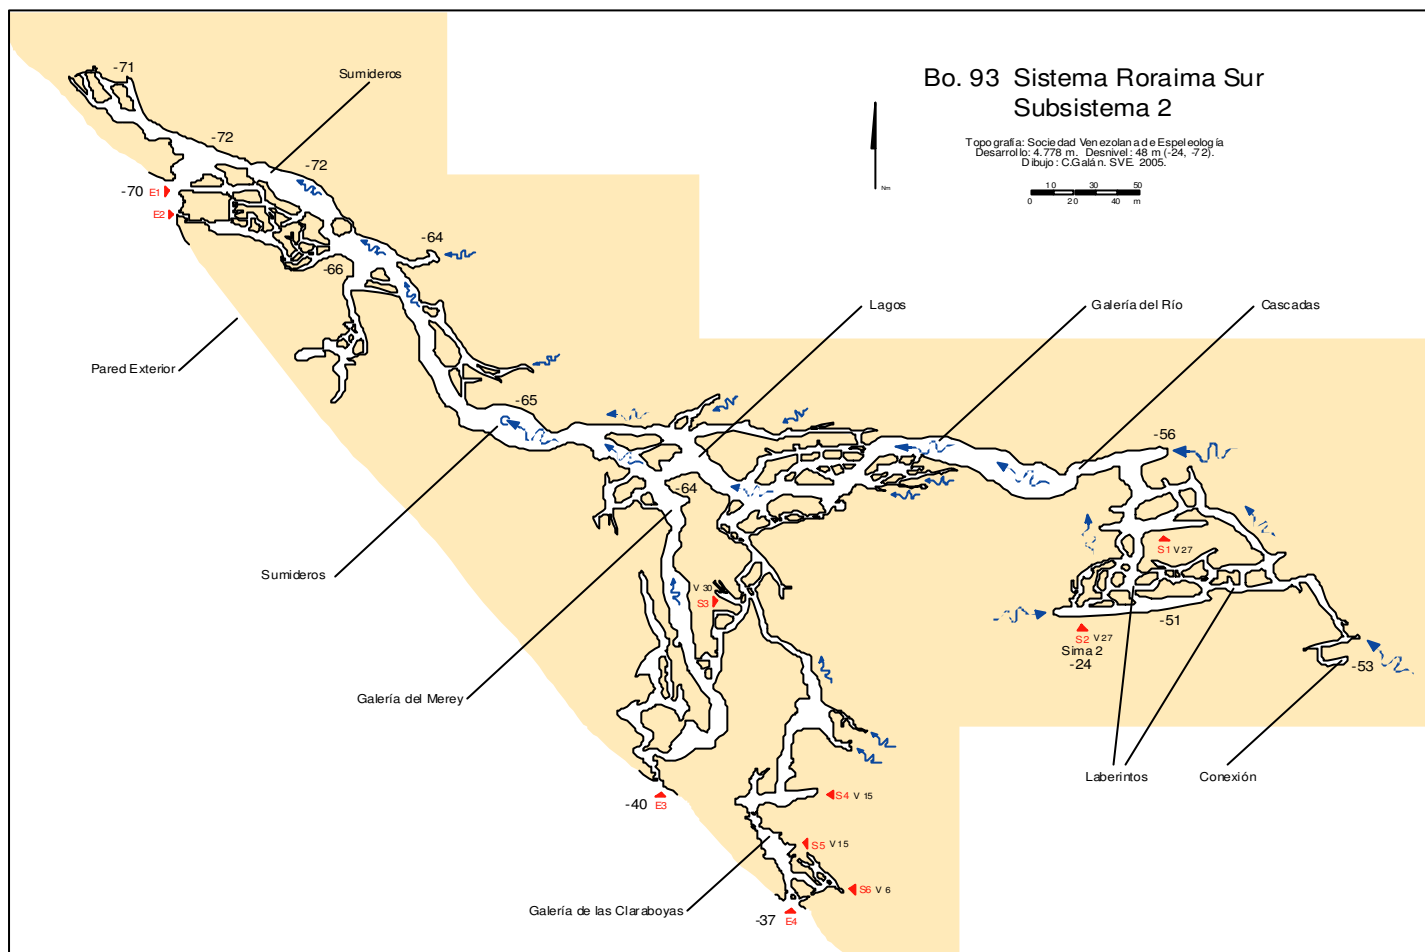 Bo. 93 Sistema Roraima Sur
Subsistema 2
Topografía: Sociedad Venezolana de Espeleología
Desarrollo: 4.778 m. Desnivel: 48 m (-24, -72).
Dibujo: C.Galán. SVE. 2005.
10 30 50
0 20 40 m
Nm
-71
Sumideros
-72
-72
-70 E1
E2
-64
-66
Pared Exterior
Lagos
Galería del Río
Cascadas
-65
-56
-64
S1 V27
V 30
S3
-51
S2 V27
Sima 2
-24
-53
Sumideros
Galería del Merey
Laberintos
Conexión
-40 E3
S4 V 15
S5 V15
S6 V 6
Galería de las Claraboyas
-37 E4